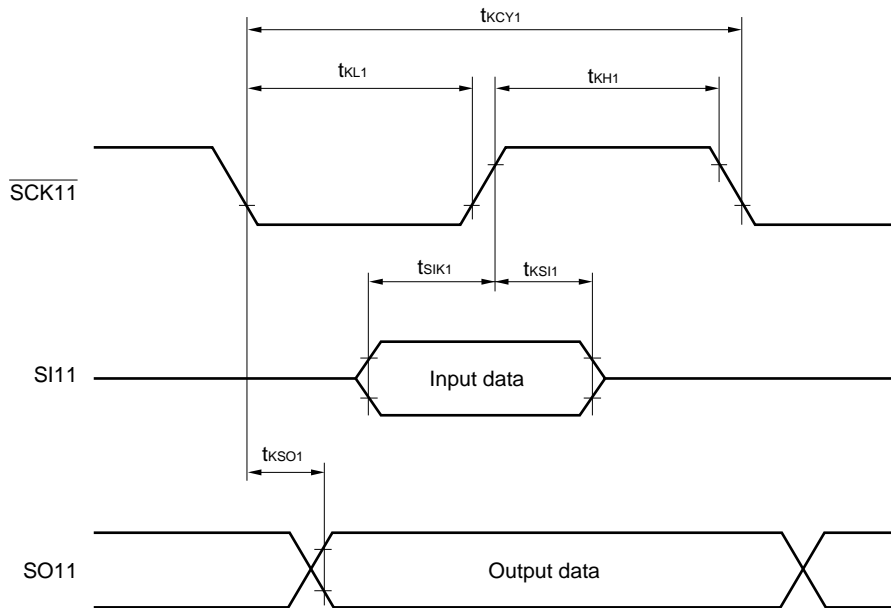 tKCY1
tKL1
tKH1
SCK11
tSIK1
tKSI1
SI11
Input data
tKSO1
SO11
Output data